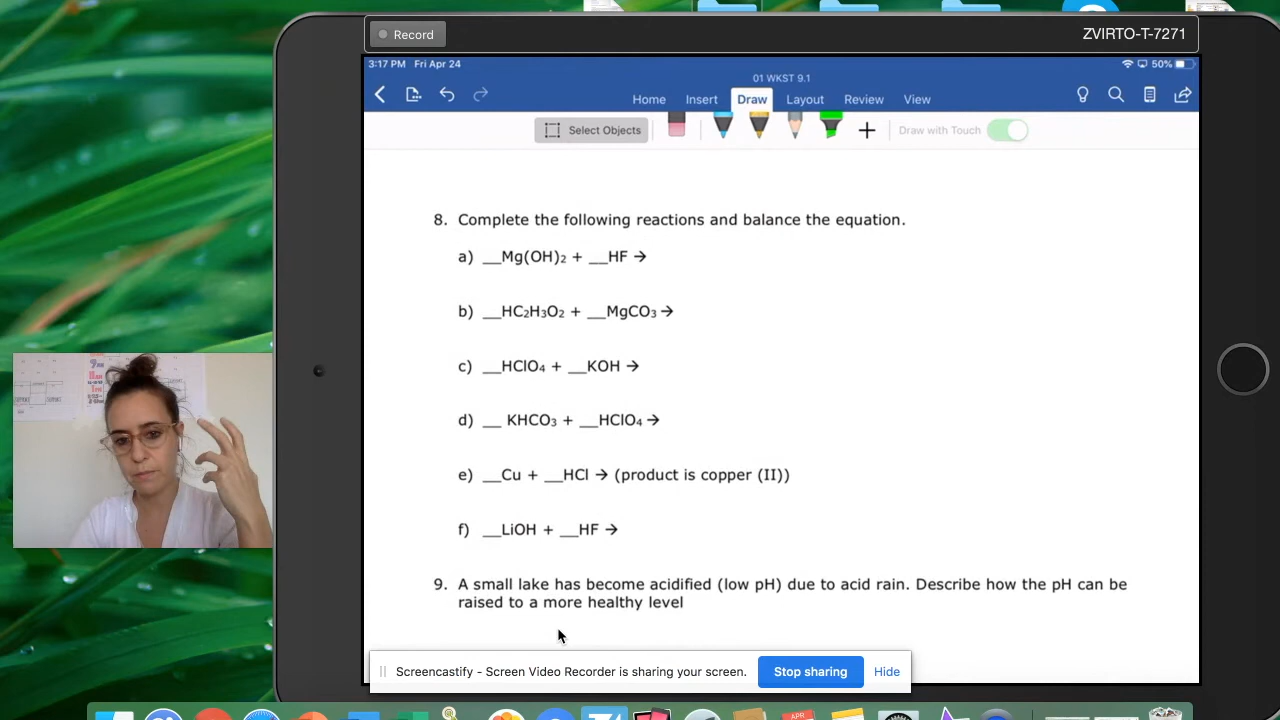 Record
ZVIRTO-T-7271
3:17 PM Fri Apr 24
50%
01 WKST 9.1
Home Insert Draw Layout Review View
Select Objects
Draw with Touch
8. Complete the following reactions and balance the equation.
a) __Mg(OH)₂ + __HF →
b) __HC₂H₃O₂ + __MgCO₃ →
c) __HClO₄ + __KOH →
d) __ KHCO₃ + __HClO₄ →
e) __Cu + __HCl → (product is copper (II))
f) __LiOH + __HF →
9. A small lake has become acidified (low pH) due to acid rain. Describe how the pH can be
raised to a more healthy level
Screencastify - Screen Video Recorder is sharing your screen.
Stop sharing
Hide
APR